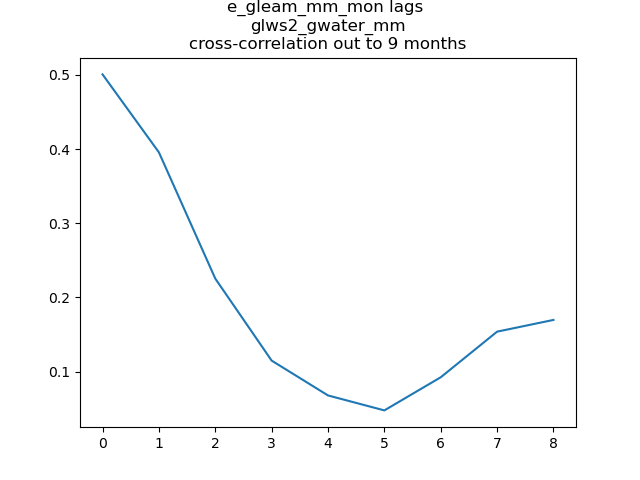 e_gleam_mm_mon lags
glws2_gwater_mm
cross-correlation out to 9 months
0.5
0.4
0.3
0.2
0.1
0 1 2 3 4 5 6 7 8